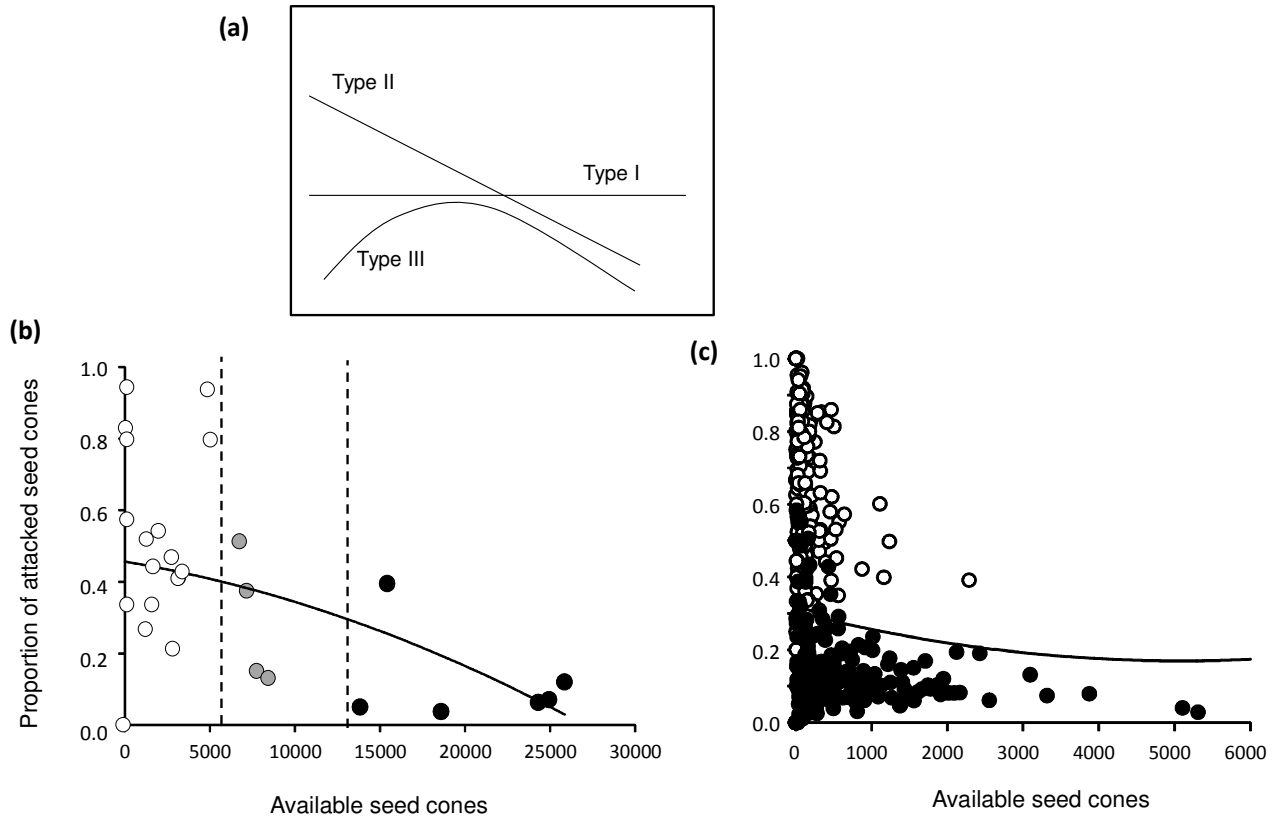 (a)
Type II
Type I
Type III
(b)
Proportion of attacked seed cones
1.0
0.8
0.6
0.4
0.2
0.0
0
5000
10000
15000
20000
25000
30000
Available seed cones
(c)
1.0
0.8
0.6
0.4
0.2
0.0
0
1000
2000
3000
4000
5000
6000
Available seed cones